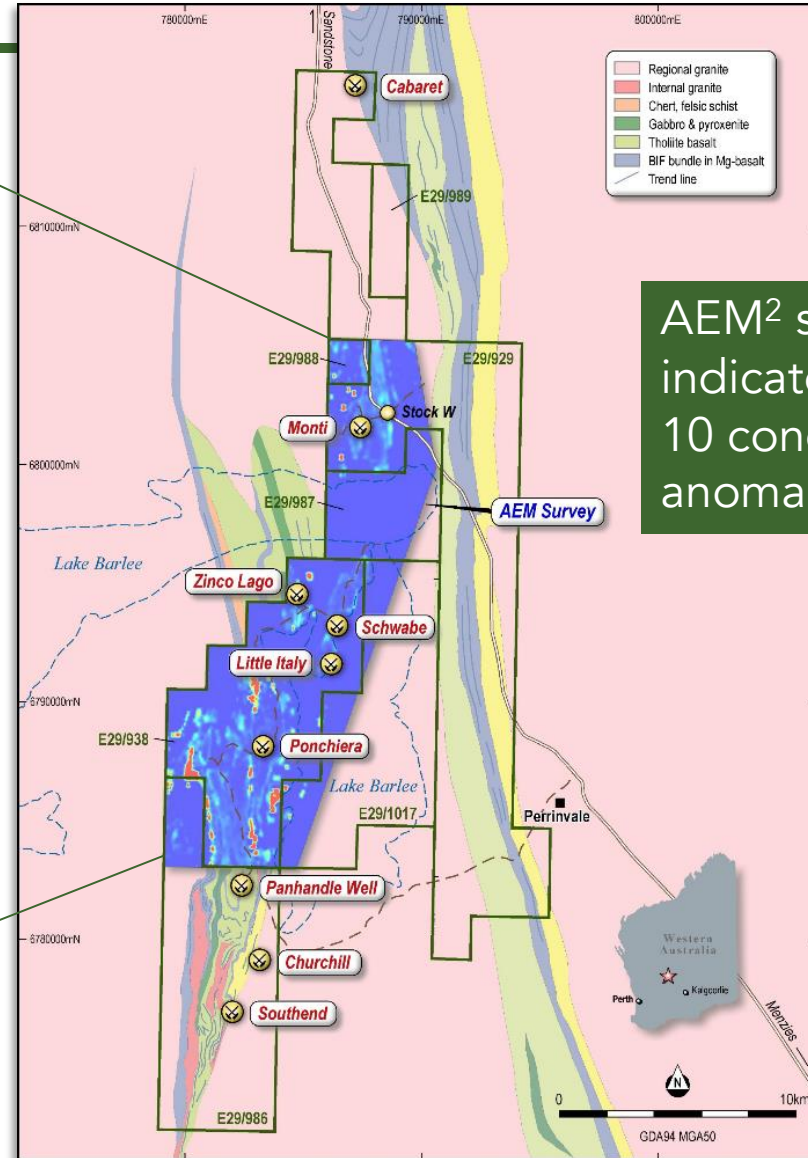 780000mE
790000mE
800000mE
Sandstone
Cabaret
Regional granite
Internal granite
Chert, felsic schist
Gabbro & pyroxenite
Tholiite basalt
BIF bundle in Mg-basalt
Trend line
E29/989
6810000mN
E29/988
E29/929
AEM² s
indicate
10 cond
anoma
Stock W
Monti
6800000mN
E29/987
AEM Survey
Lake Barlee
Zinco Lago
Schwabe
Little Italy
6790000mN
E29/938
Ponchiera
Lake Barlee
E29/1017
Perrinvale
Panhandle Well
6780000mN
Churchill
Southend
Western
Australia
Perth
Kalgoorlie
Menzies
N
0
10km
GDA94 MGA50
E29/986